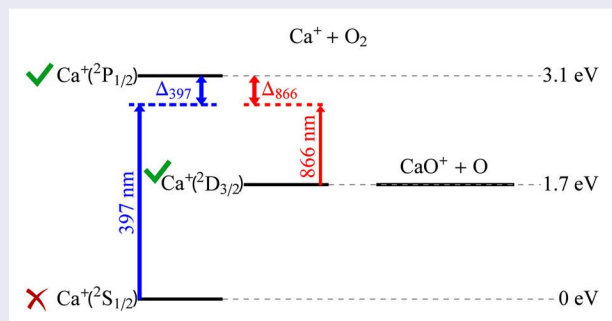 Ca⁺ + O₂
Ca⁺(²P₁/₂)
3.1 eV
Δ₃₉₇
Δ₈₆₆
397 nm
866 nm
Ca⁺(²D₃/₂)
CaO⁺ + O
1.7 eV
Ca⁺(²S₁/₂)
0 eV